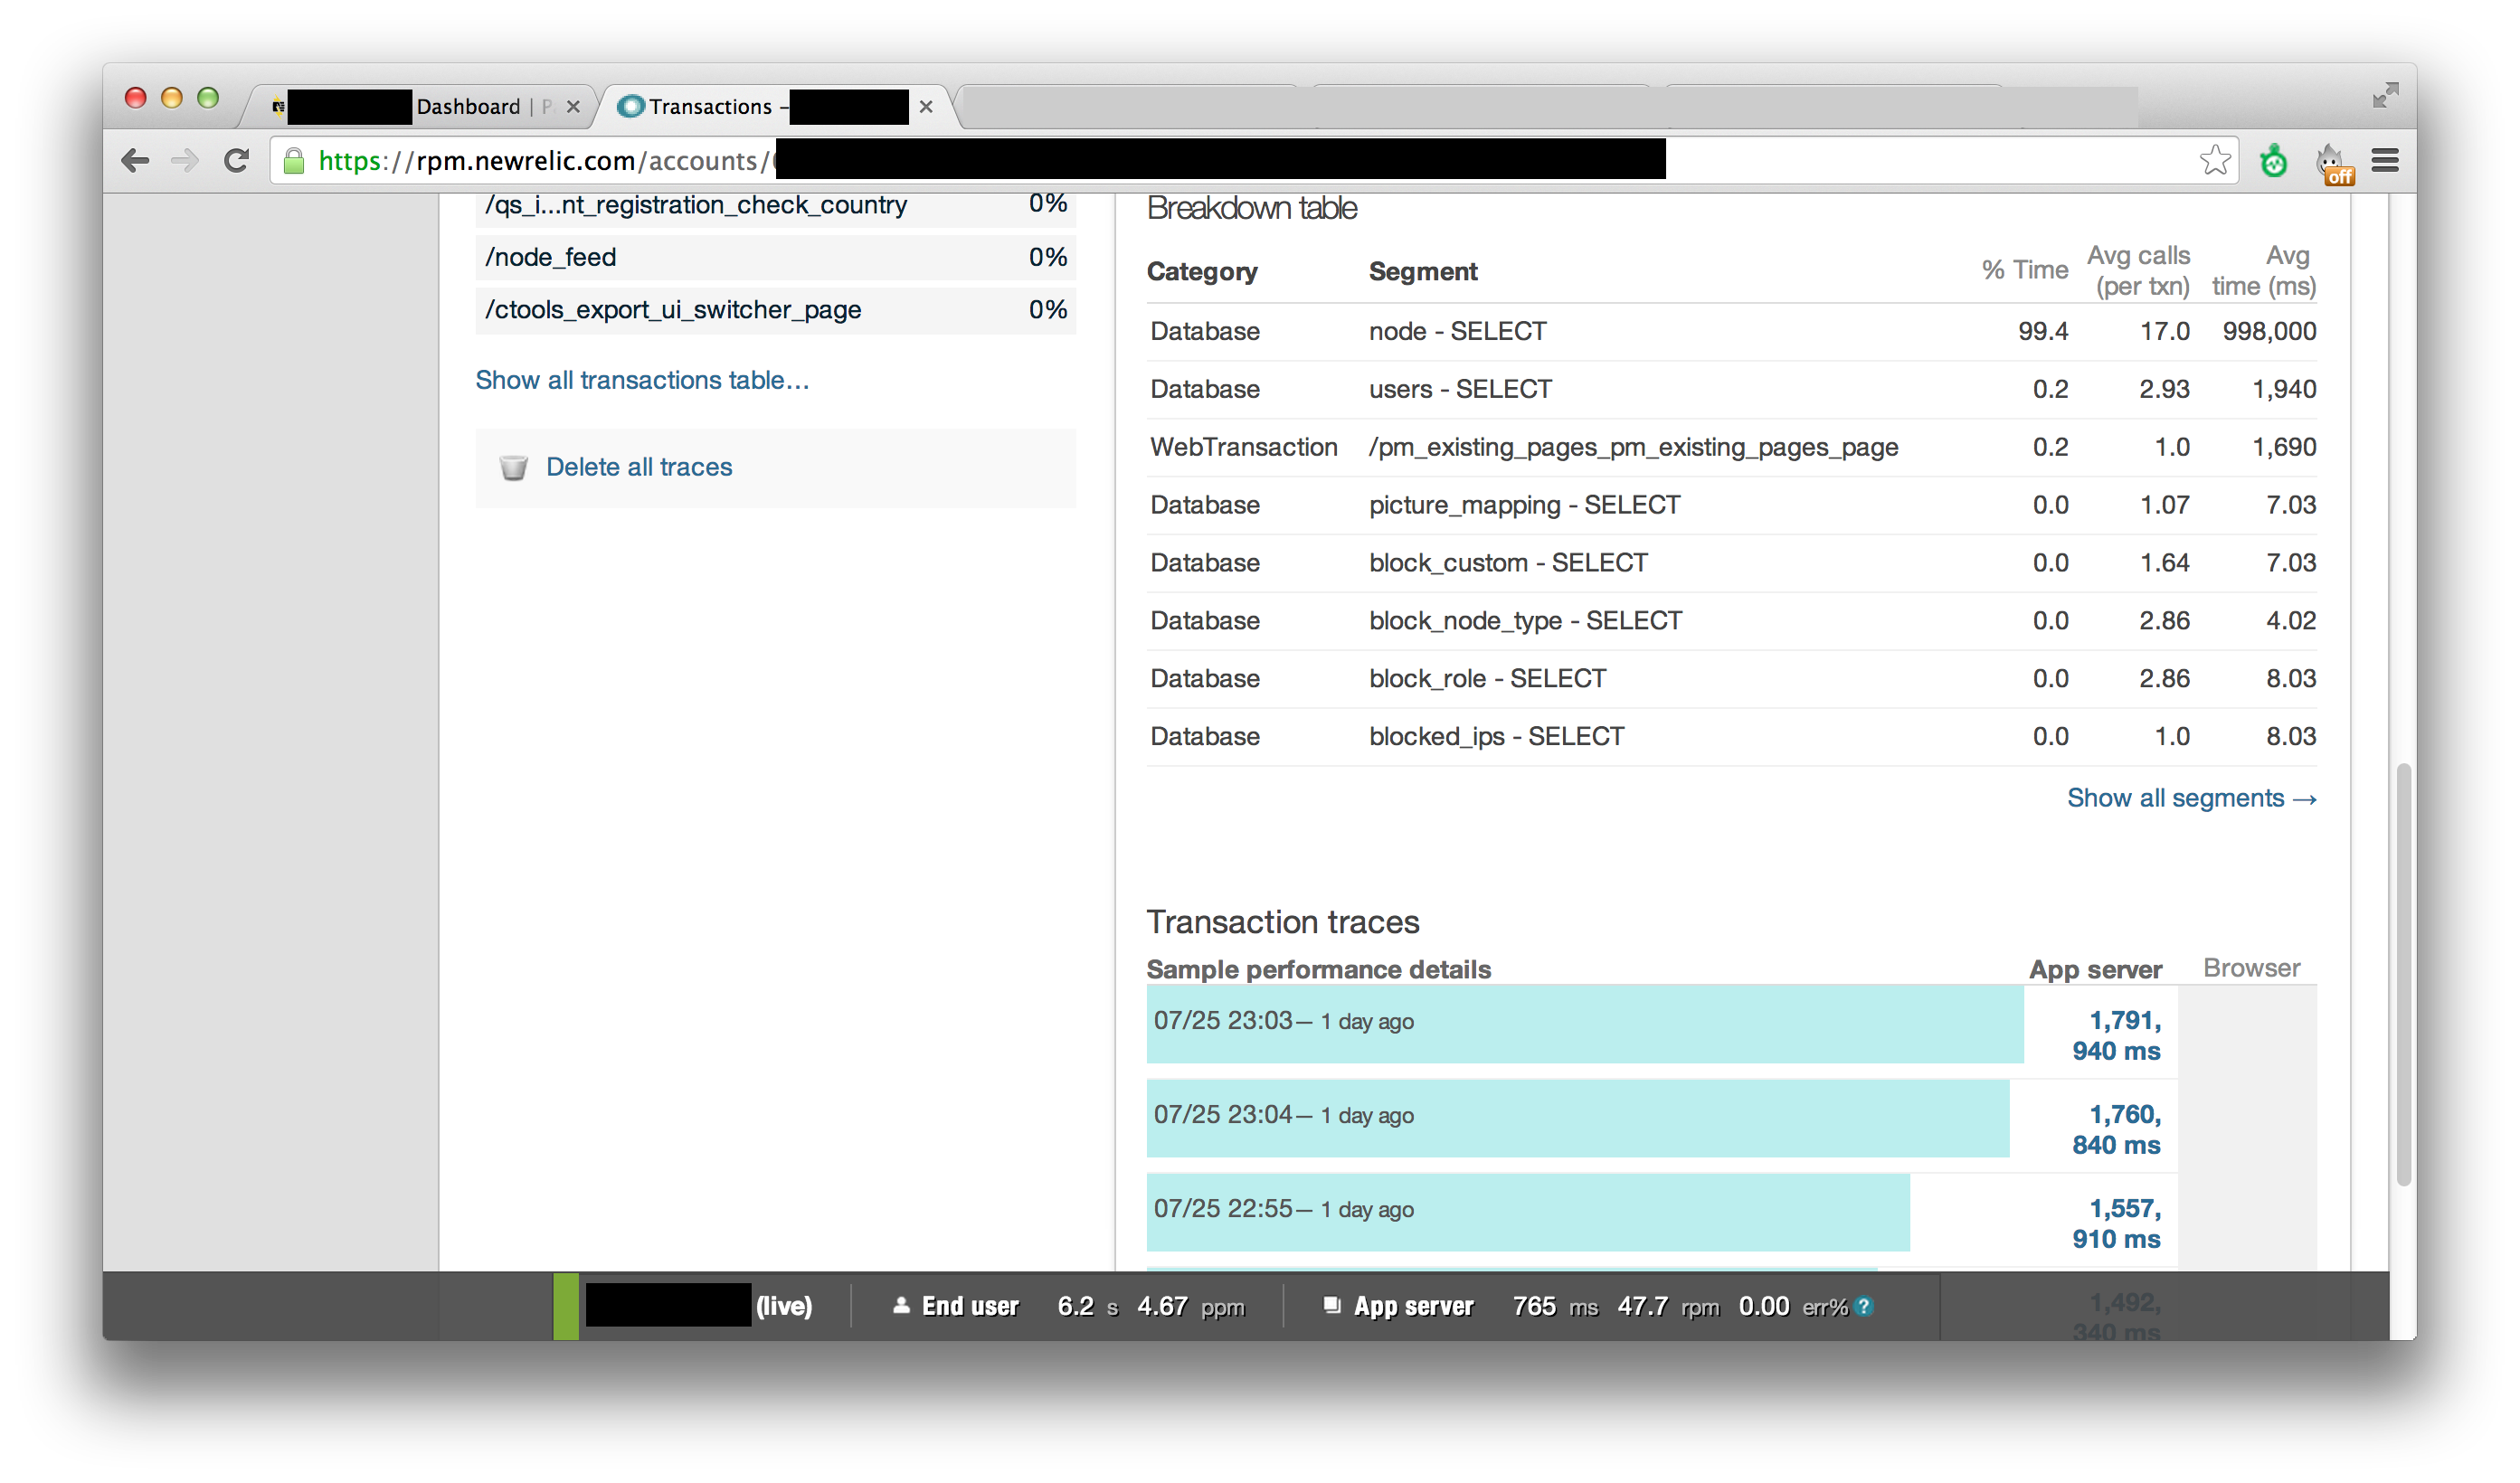 Dashboard | P
Transactions –
https://rpm.newrelic.com/accounts/
off
/qs_i...nt_registration_check_country 0%
/node_feed 0%
/ctools_export_ui_switcher_page 0%
Show all transactions table...
Delete all traces
Breakdown table
Category Segment % Time Avg calls (per txn) Avg time (ms)
Database node - SELECT 99.4 17.0 998,000
Database users - SELECT 0.2 2.93 1,940
WebTransaction /pm_existing_pages_pm_existing_pages_page 0.2 1.0 1,690
Database picture_mapping - SELECT 0.0 1.07 7.03
Database block_custom - SELECT 0.0 1.64 7.03
Database block_node_type - SELECT 0.0 2.86 4.02
Database block_role - SELECT 0.0 2.86 8.03
Database blocked_ips - SELECT 0.0 1.0 8.03
Show all segments →
Transaction traces
Sample performance details App server Browser
07/25 23:03 — 1 day ago 1,791,
940 ms
07/25 23:04 — 1 day ago 1,760,
840 ms
07/25 22:55 — 1 day ago 1,557,
910 ms
1,492,
340 ms
(live) End user 6.2 s 4.67 ppm App server 765 ms 47.7 rpm 0.00 err% ?